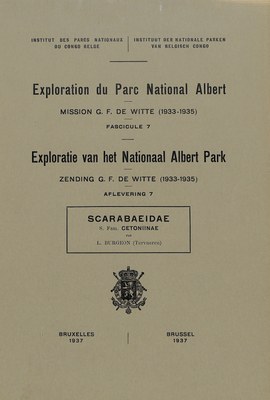 INSTITUT DES PARCS NATIONAUX
DU CONGO BELGE
INSTITUUT DER NATIONALE PARKEN
VAN BELGISCH CONGO
Exploration du Parc National Albert
MISSION G. F. DE WITTE (1933-1935)
FASCICULE 7
Exploratie van het Nationaal Albert Park
ZENDING G. F. DE WITTE (1933-1935)
AFLEVERING 7
SCARABAEIDAE
S. Fam. CETONIINAE
PAR
L. BURGEON (Tervueren)
BRUXELLES
1937
BRUSSEL
1937